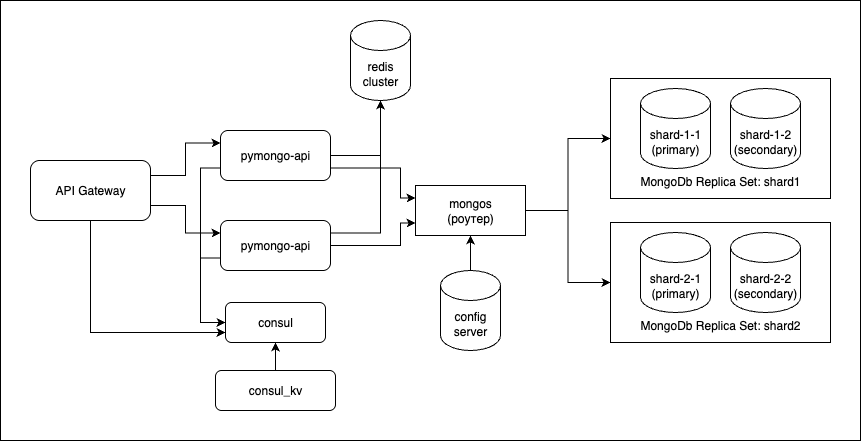 redis
cluster
pymongo-api
API Gateway
pymongo-api
mongos
(роутер)
shard-1-1
(primary)
shard-1-2
(secondary)
MongoDb Replica Set: shard1
shard-2-1
(primary)
shard-2-2
(secondary)
MongoDb Replica Set: shard2
config
server
consul
consul_kv